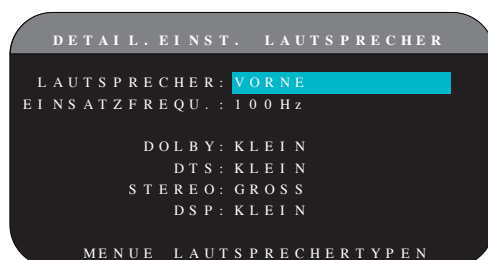 DETAIL.EINST. LAUTSPRECHER
LAUTSPRECHER: VORNE
EINSATZFREQU.: 100Hz
DOLBY: KLEIN
DTS: KLEIN
STEREO: GROSS
DSP: KLEIN
MENUE LAUTSPRECHERTYPEN